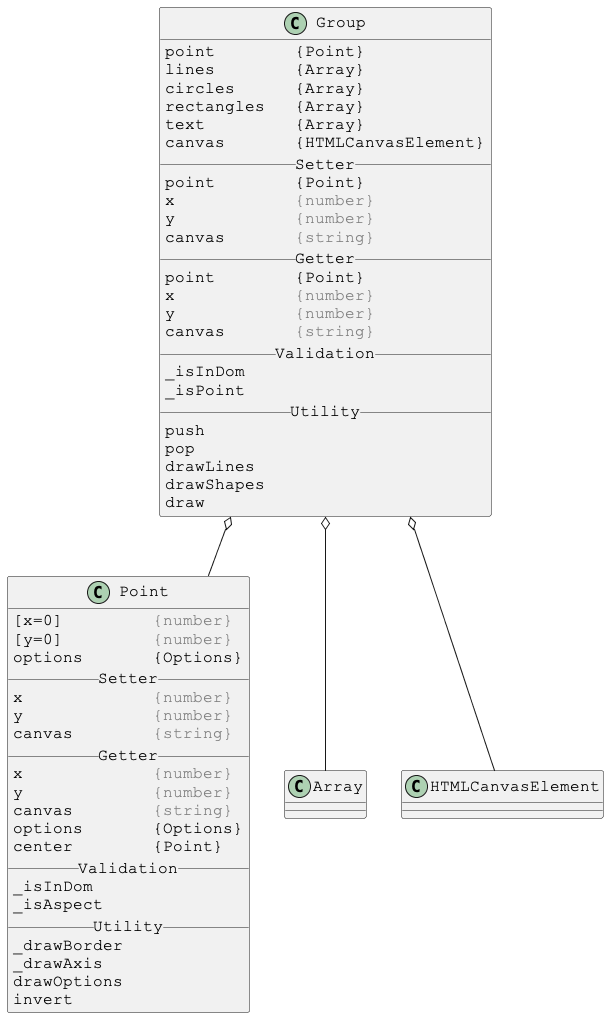 C Group
point {Point}
lines {Array}
circles {Array}
rectangles {Array}
text {Array}
canvas {HTMLCanvasElement}
Setter
point {Point}
x {number}
y {number}
canvas {string}
Getter
point {Point}
x {number}
y {number}
canvas {string}
Validation
_isInDom
_isPoint
Utility
push
pop
drawLines
drawShapes
draw
C Point
[x=0] {number}
[y=0] {number}
options {Options}
Setter
x {number}
y {number}
canvas {string}
Getter
x {number}
y {number}
canvas {string}
options {Options}
center {Point}
Validation
_isInDom
_isAspect
Utility
_drawBorder
_drawAxis
drawOptions
invert
C Array
C HTMLCanvasElement